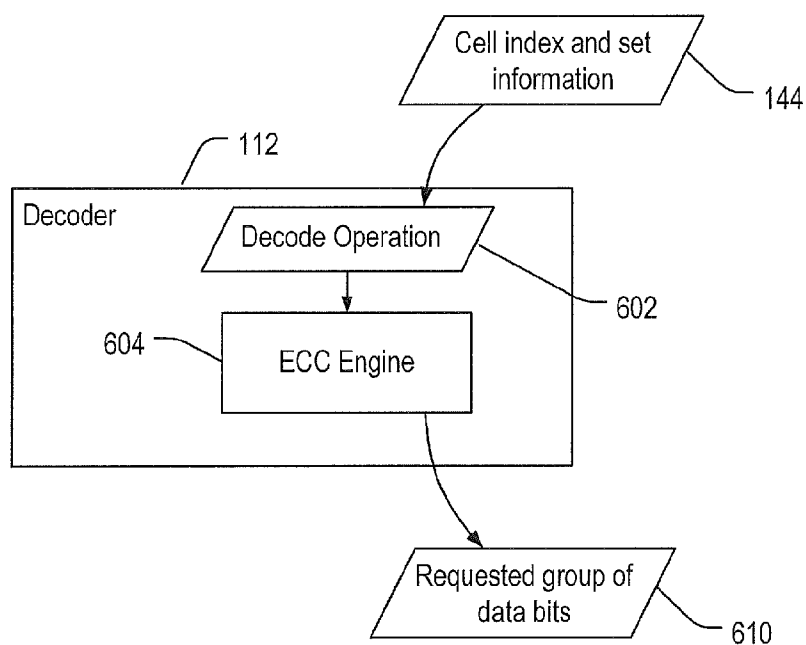 Cell index and set
information
144
112
Decoder
Decode Operation
602
604
ECC Engine
Requested group of
data bits
610